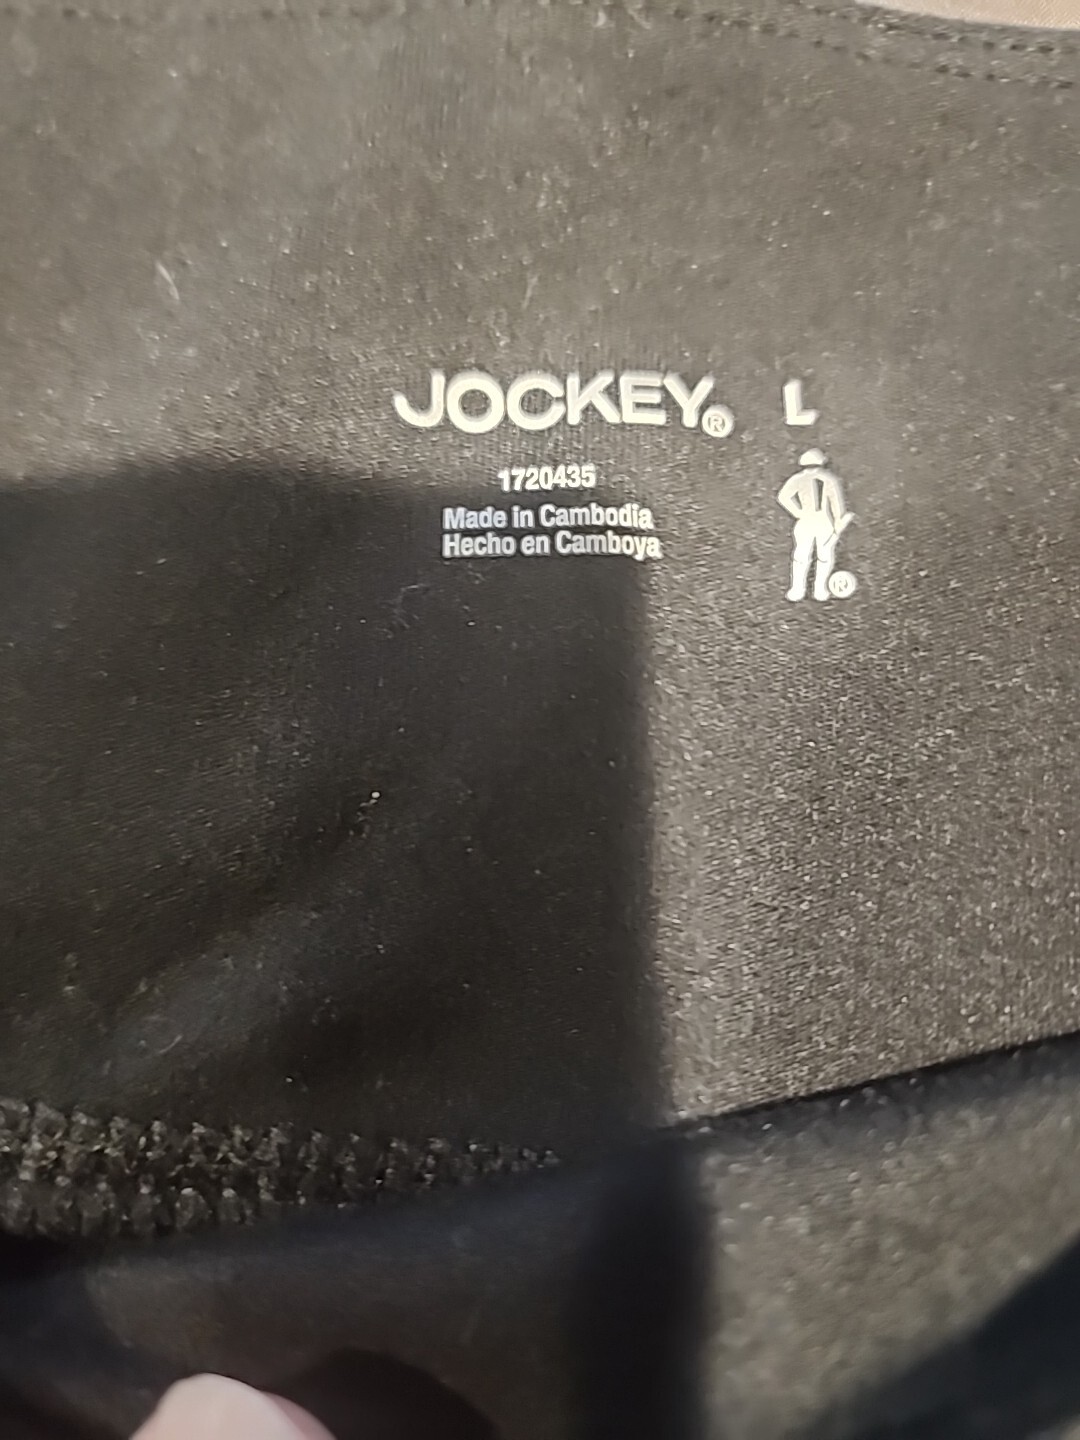 JOCKEY® L
1720435
Made in Cambodia
Hecho en Camboya
®